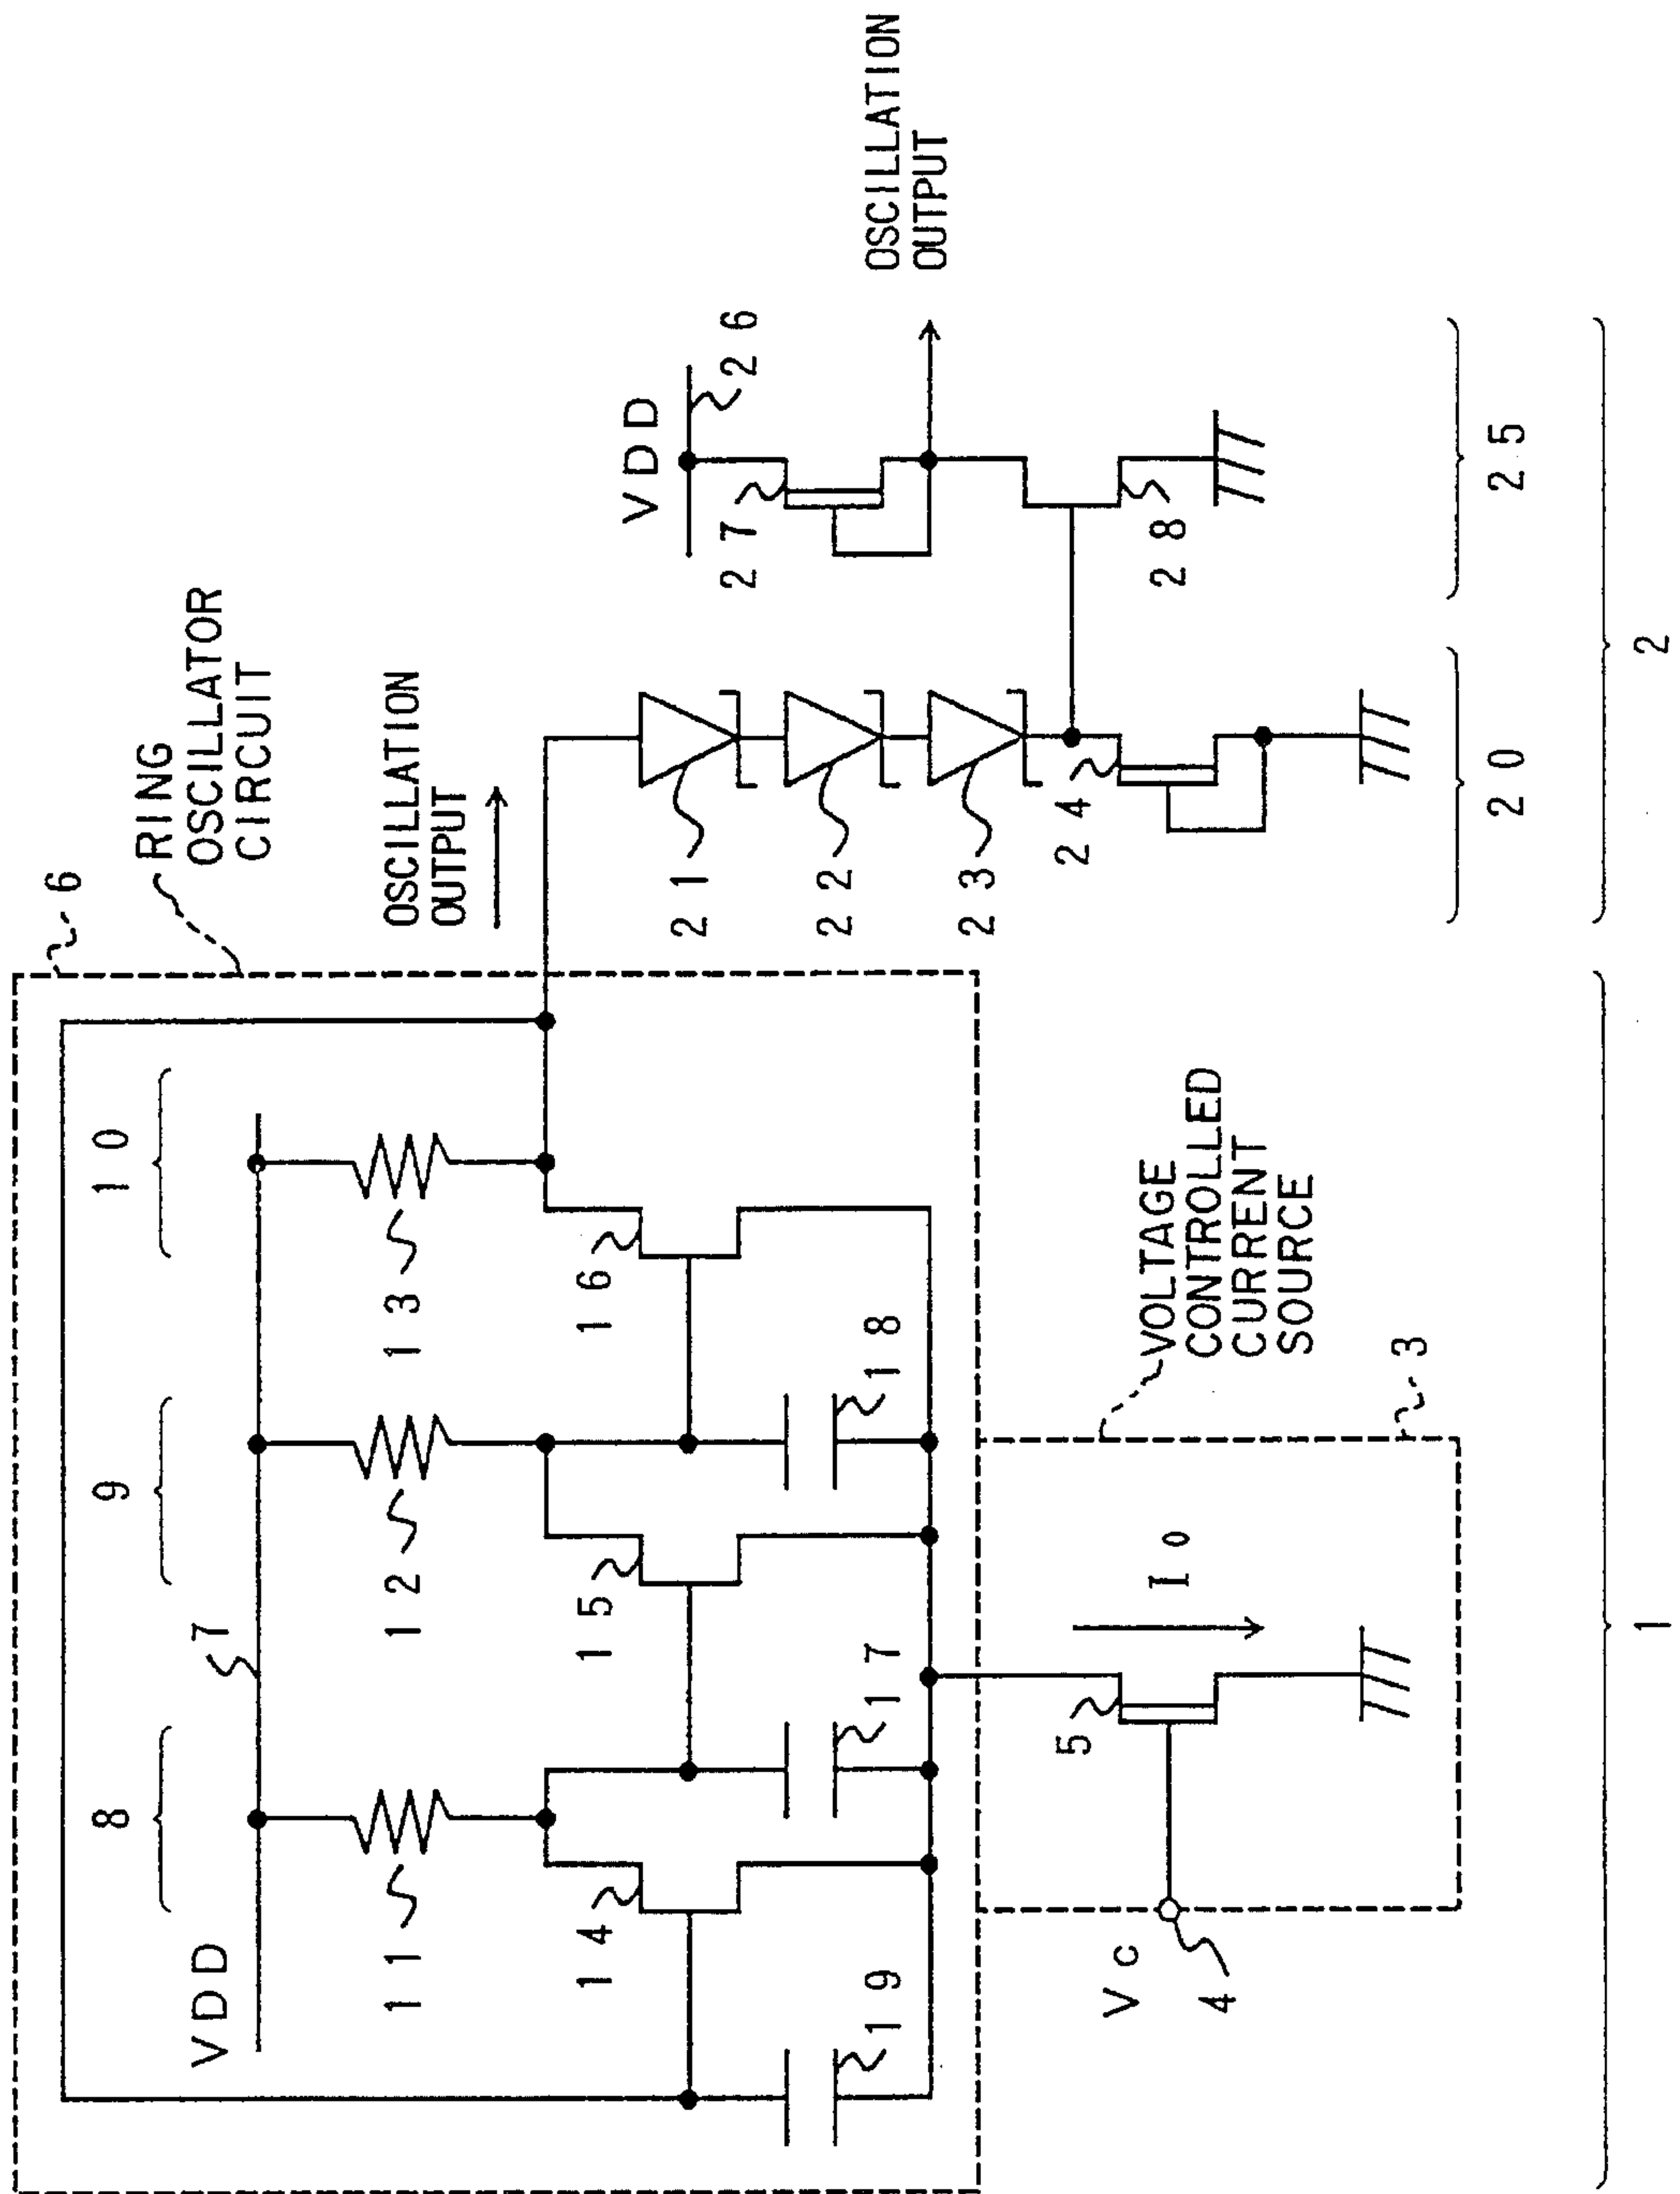 6
RING
OSCILLATOR
CIRCUIT
8
9
10
VDD
7
11
12
13
OSCILLATION
OUTPUT
14
15
16
19
17
18
21
22
23
24
VDD
26
27
28
OSCILLATION
OUTPUT
Vc
4
5
I0
VOLTAGE
CONTROLLED
CURRENT
SOURCE
3
20
25
1
2